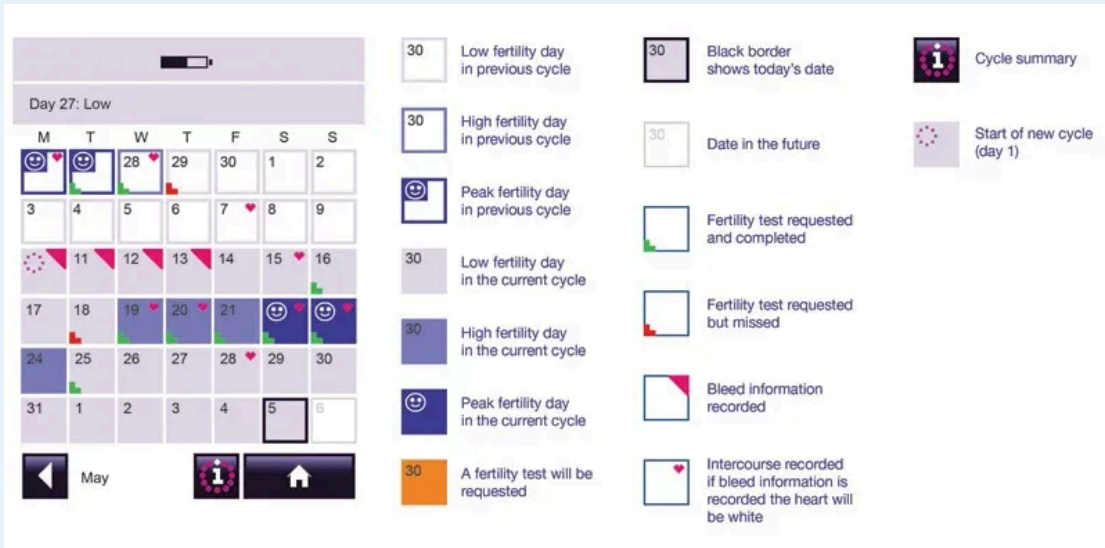 Day 27: Low
M T W T F S S
28 29 30 1 2
3 4 5 6 7 8 9
11 12 13 14 15 16
17 18 19 20 21
24 25 26 27 28 29 30
31 1 2 3 4 5 6
May
30
Low fertility day
in previous cycle
30
High fertility day
in previous cycle
Peak fertility day
in previous cycle
30
Low fertility day
in the current cycle
30
High fertility day
in the current cycle
Peak fertility day
in the current cycle
30
A fertility test will be
requested
30
Black border
shows today's date
30
Date in the future
Fertility test requested
and completed
Fertility test requested
but missed
Bleed information
recorded
Intercourse recorded
if bleed information is
recorded the heart will
be white
Cycle summary
Start of new cycle
(day 1)